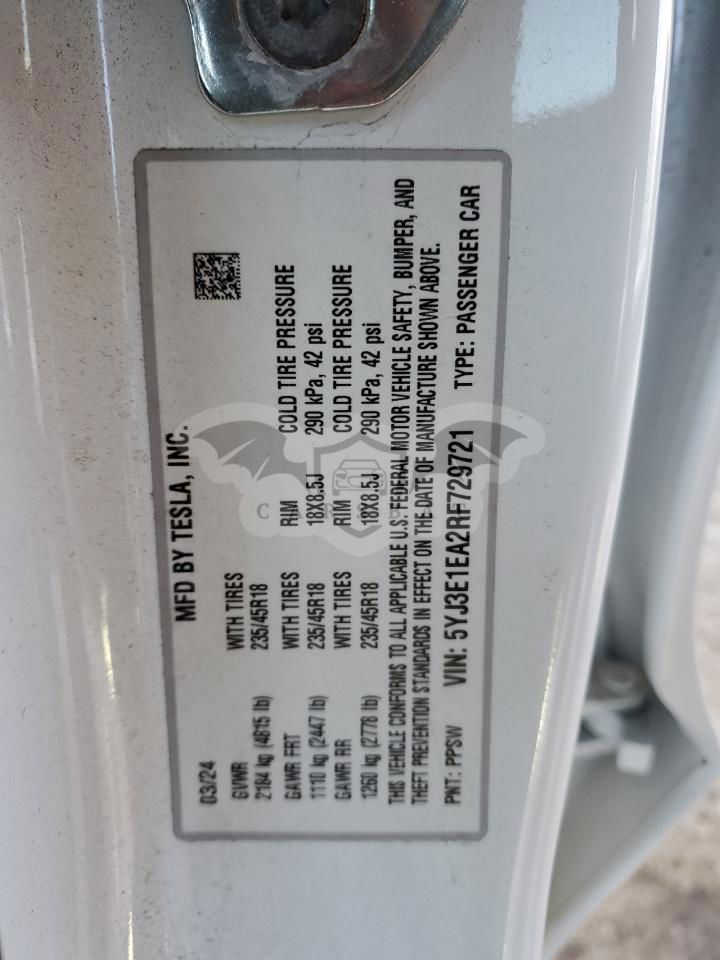 MFD BY TESLA, INC.
03/24
GVWR WITH TIRES RIM COLD TIRE PRESSURE
2184 kg (4815 lb) 235/45R18
GAWR FRT WITH TIRES RIM COLD TIRE PRESSURE
1110 kg (2447 lb) 235/45R18 18X8.5J 290 kPa, 42 psi
GAWR RR WITH TIRES RIM COLD TIRE PRESSURE
1260 kg (2778 lb) 235/45R18 18X8.5J 290 kPa, 42 psi
THIS VEHICLE CONFORMS TO ALL APPLICABLE U.S. FEDERAL MOTOR VEHICLE SAFETY, BUMPER, AND
THEFT PREVENTION STANDARDS IN EFFECT ON THE DATE OF MANUFACTURE SHOWN ABOVE.
PNT: PPSW VIN: 5YJ3E1EA2RF729721 TYPE: PASSENGER CAR